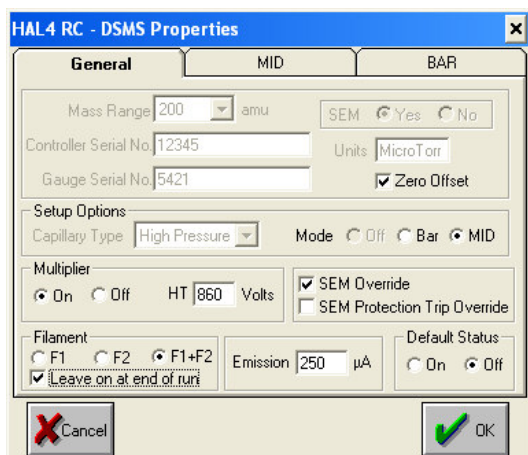 HAL4 RC - DSMS Properties
General MID BAR
Mass Range 200 amu SEM Yes No
Controller Serial No. 12345 Units MicroTorr
Gauge Serial No. 5421 Zero Offset
Setup Options
Capillary Type High Pressure Mode Off Bar MID
Multiplier
On Off HT 860 Volts
SEM Override
SEM Protection Trip Override
Filament
F1 F2 F1+F2
Leave on at end of run
Emission 250 µA
Default Status
On Off
Cancel OK